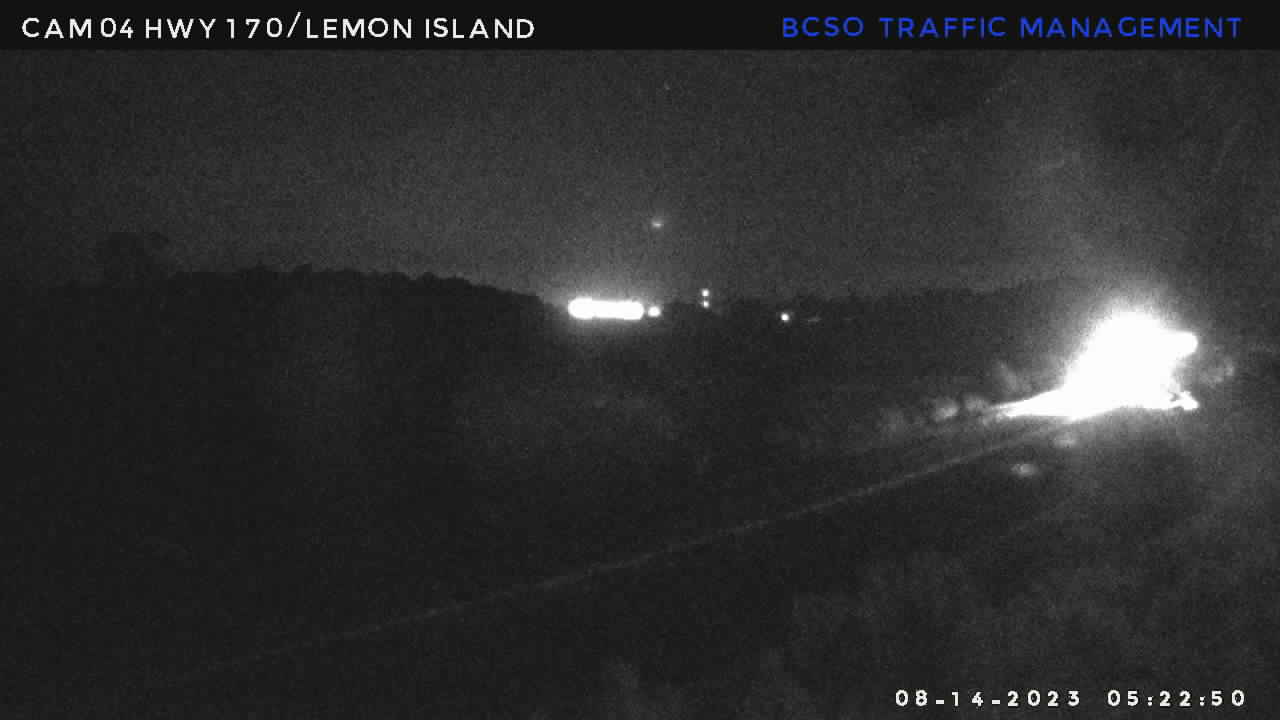 CAM04 HWY 170/LEMON ISLAND
BCSO TRAFFIC MANAGEMENT
08-14-2023 05:22:50